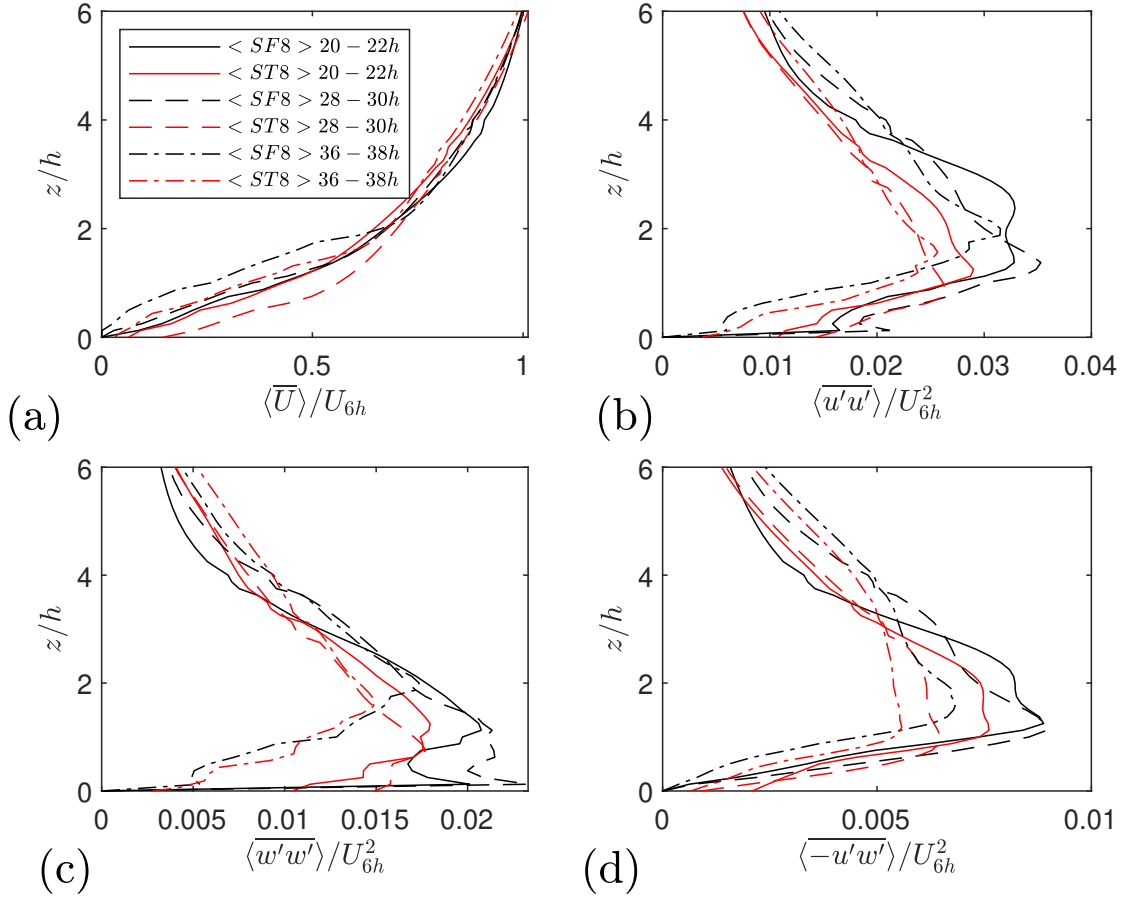 6
4
2
0
z/h
< SF8 > 20 − 22h
< ST8 > 20 − 22h
< SF8 > 28 − 30h
< ST8 > 28 − 30h
< SF8 > 36 − 38h
< ST8 > 36 − 38h
0 0.5 1
⟨U̅⟩/U_{6h}
(a)
6
4
2
0
z/h
0 0.01 0.02 0.03 0.04
⟨\overline{u′u′}⟩/U²_{6h}
(b)
6
4
2
0
z/h
0 0.005 0.01 0.015 0.02
⟨\overline{w′w′}⟩/U²_{6h}
(c)
6
4
2
0
z/h
0 0.005 0.01
⟨\overline{−u′w′}⟩/U²_{6h}
(d)